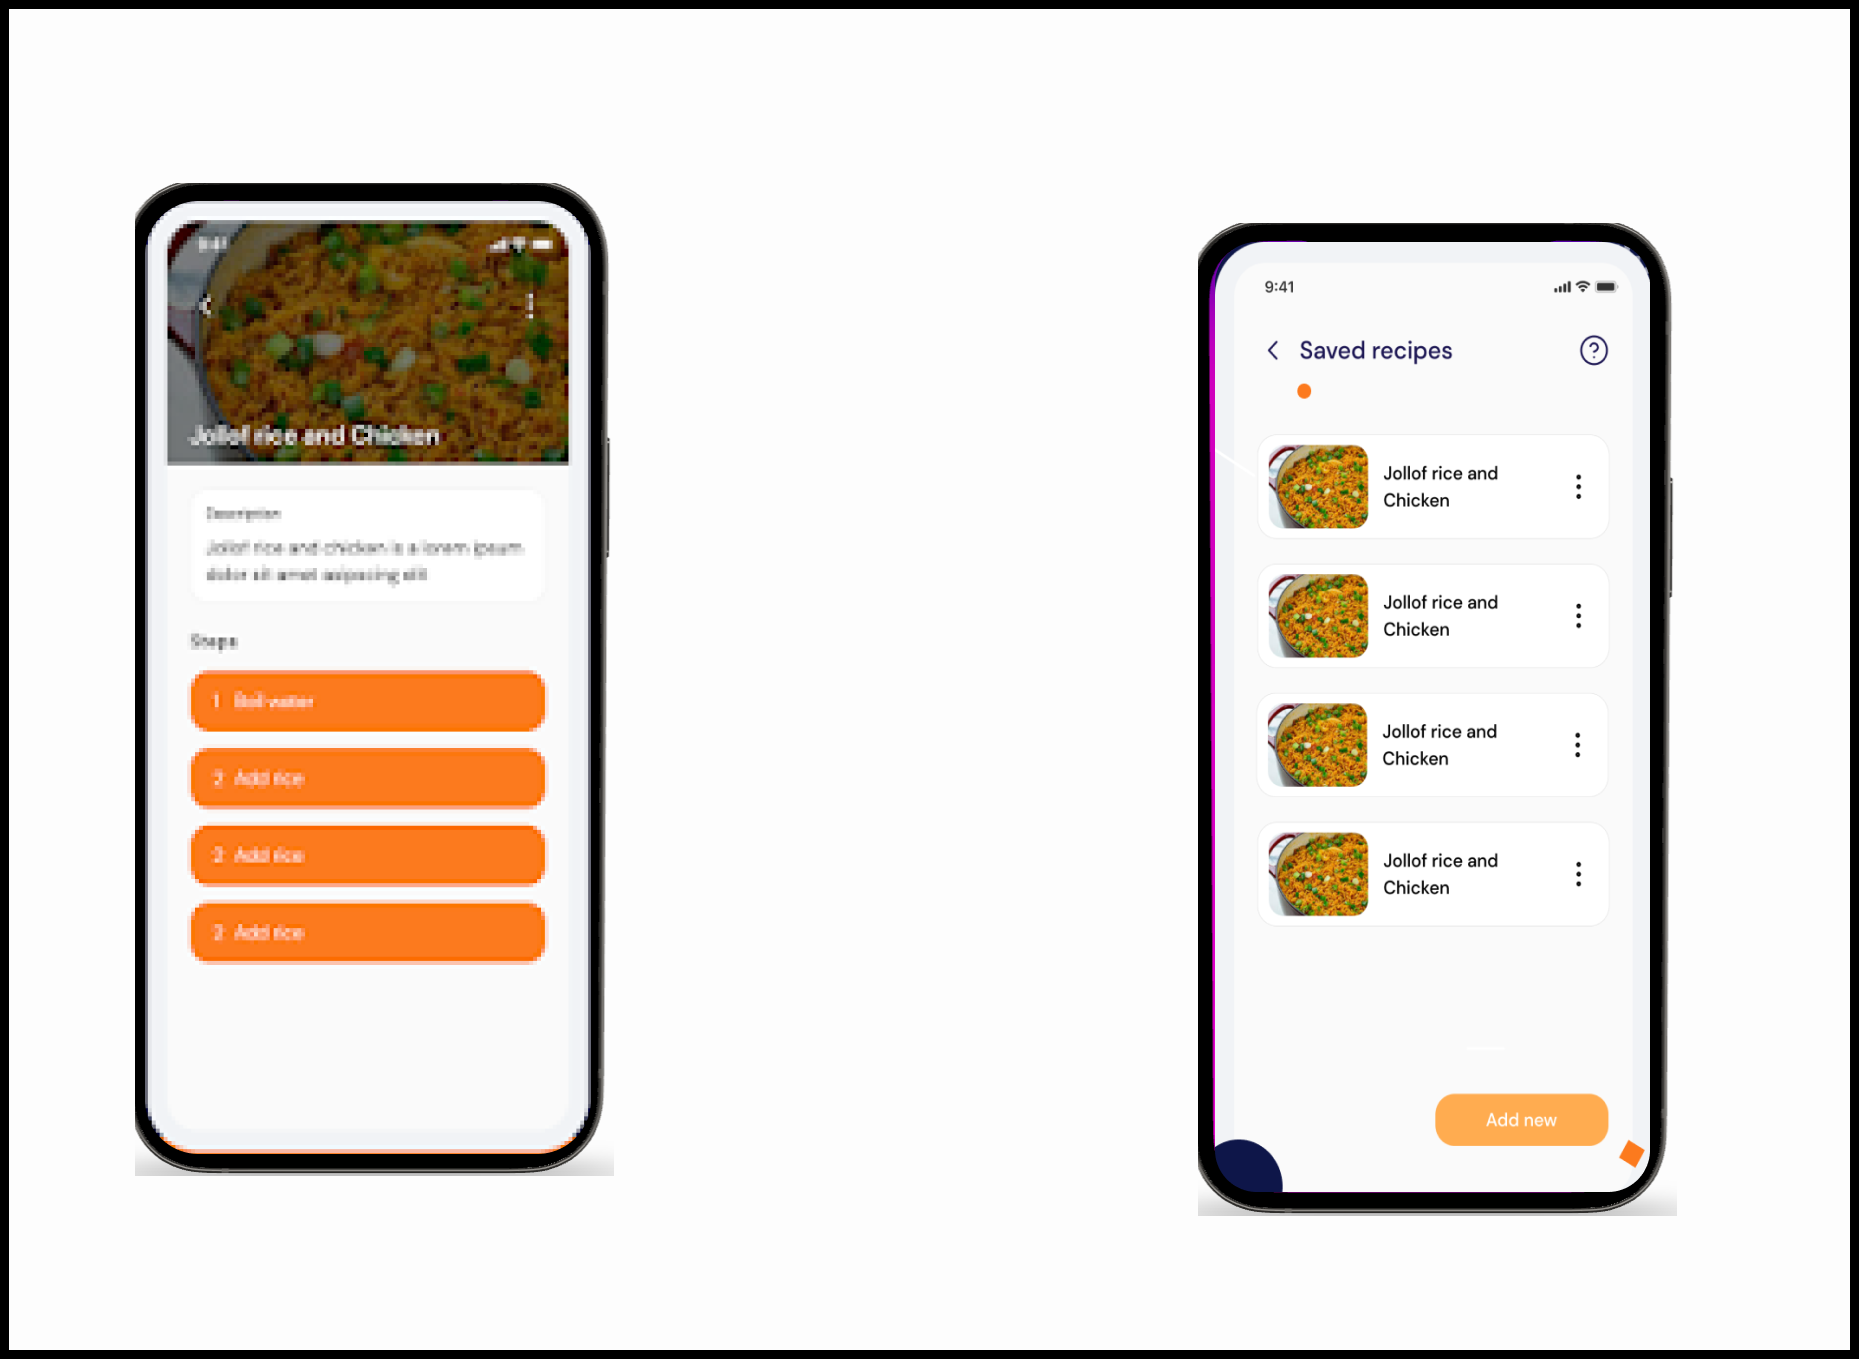 9:41
Jollof rice and Chicken
Description
Jollof rice and chicken is a lorem ipsum
dolor sit amet adipiscing elit
Steps
1 Boil water
2 Add rice
2 Add rice
2 Add rice
9:41
Saved recipes
?
Jollof rice and
Chicken
Jollof rice and
Chicken
Jollof rice and
Chicken
Jollof rice and
Chicken
Add new